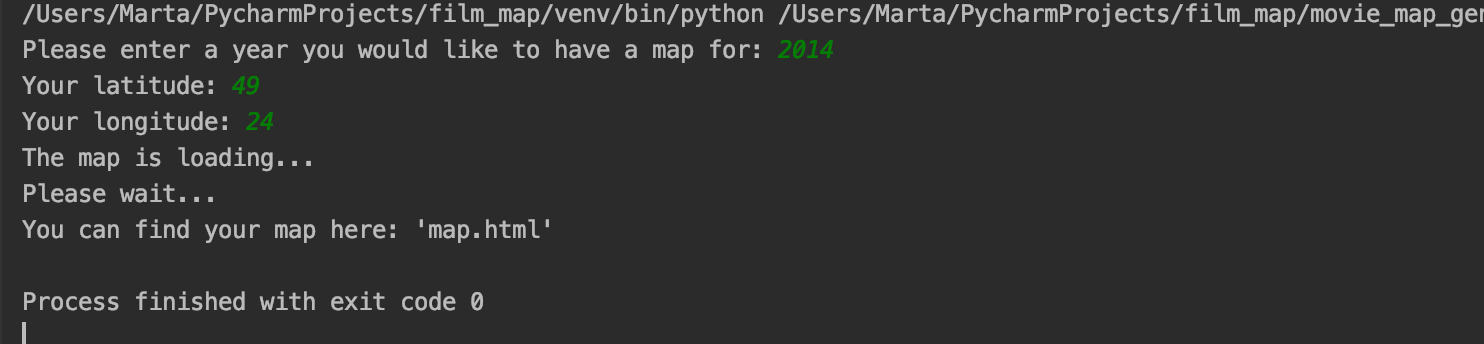 /Users/Marta/PycharmProjects/film_map/venv/bin/python /Users/Marta/PycharmProjects/film_map/movie_map_ger
Please enter a year you would like to have a map for: 2014
Your latitude: 49
Your longitude: 24
The map is loading...
Please wait...
You can find your map here: 'map.html'
Process finished with exit code 0